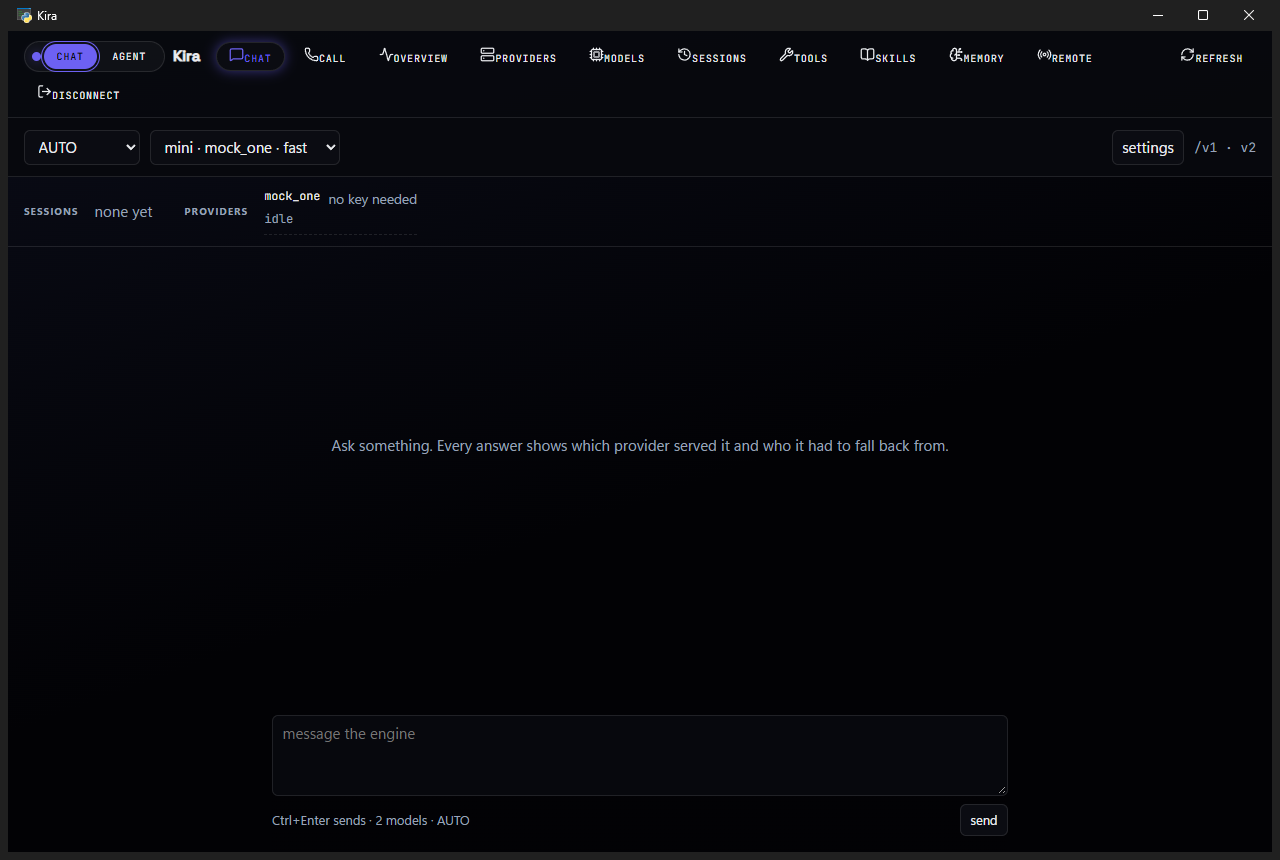 Kira
CHAT AGENT Kira CHAT CALL OVERVIEW PROVIDERS MODELS SESSIONS TOOLS SKILLS MEMORY REMOTE REFRESH
DISCONNECT
AUTO mini · mock_one · fast settings /v1 · v2
SESSIONS none yet PROVIDERS mock_one no key needed
idle
Ask something. Every answer shows which provider served it and who it had to fall back from.
message the engine
Ctrl+Enter sends · 2 models · AUTO send